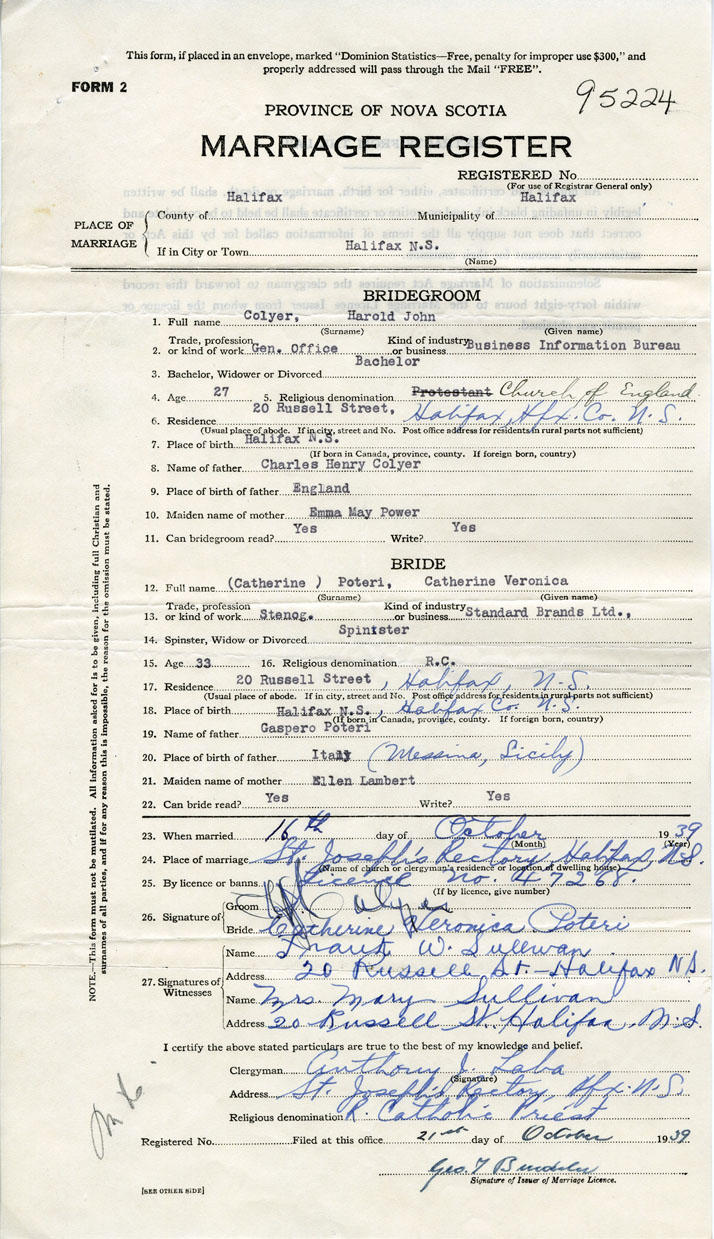 This form, if placed in an envelope, marked "Dominion Statistics—Free, penalty for improper use $300," and
properly addressed will pass through the Mail "FREE".
FORM 2
95224
PROVINCE OF NOVA SCOTIA
MARRIAGE REGISTER
REGISTERED No.
(For use of Registrar General only)
PLACE OF MARRIAGE
County of Halifax Municipality of Halifax
If in City or Town Halifax N.S.
(Name)
BRIDEGROOM
1. Full name Colyer, Harold John
(Surname) (Given name)
2. Trade, profession or kind of work Gen. Office Kind of industry or business Business Information Bureau
3. Bachelor, Widower or Divorced Bachelor
4. Age 27 5. Religious denomination Protestant Church of England
6. Residence 20 Russell Street, Halifax, Hfx. Co. N.S.
(Usual place of abode. If in city, street and No. Post office address for residents in rural parts not sufficient)
7. Place of birth Halifax N.S.
(If born in Canada, province, county. If foreign born, country)
8. Name of father Charles Henry Colyer
9. Place of birth of father England
10. Maiden name of mother Emma May Power
11. Can bridegroom read? Yes Write? Yes
BRIDE
12. Full name (Catherine ) Poteri, Catherine Veronica
(Surname) (Given name)
13. Trade, profession or kind of work Stenog. Kind of industry or business Standard Brands Ltd.,
14. Spinster, Widow or Divorced Spinster
15. Age 33 16. Religious denomination R.C.
17. Residence 20 Russell Street , Halifax, N.S.
(Usual place of abode. If in city, street and No. Post office address for residents in rural parts not sufficient)
18. Place of birth Halifax N.S., Halifax Co. N.S.
(If born in Canada, province, county. If foreign born, country)
19. Name of father Gaspero Poteri
20. Place of birth of father Italy (Messina, Sicily)
21. Maiden name of mother Ellen Lambert
22. Can bride read? Yes Write? Yes
23. When married 16th day of October 1939
(Month) (Year)
24. Place of marriage St. Joseph's Rectory, Halifax, N.S.
(Name of church or clergyman's residence or location of dwelling house)
25. By licence or banns Licence No. 47268.
(If by licence, give number)
26. Signature of
Groom Colyer
Bride Catherine Veronica Poteri
27. Signatures of Witnesses
Name Frank W. Sullivan
Address 20 Russell St.-Halifax N.S.
Name Mrs. Mary Sullivan
Address 20 Russell St., Halifax, N.S.
I certify the above stated particulars are true to the best of my knowledge and belief.
Clergyman Anthony J. Laba
(Signature)
Address St. Joseph's Rectory, Hfx. N.S.
Religious denomination R. Catholic Priest
Registered No. Filed at this office 21st day of October 1939
Geo. T
Signature of Issuer of Marriage Licence.
[SEE OTHER SIDE]
NOTE.—This form must not be mutilated. All Information asked for is to be given, including full Christian and
surnames of all parties, and if for any reason this is impossible, the reason for the omission must be stated.